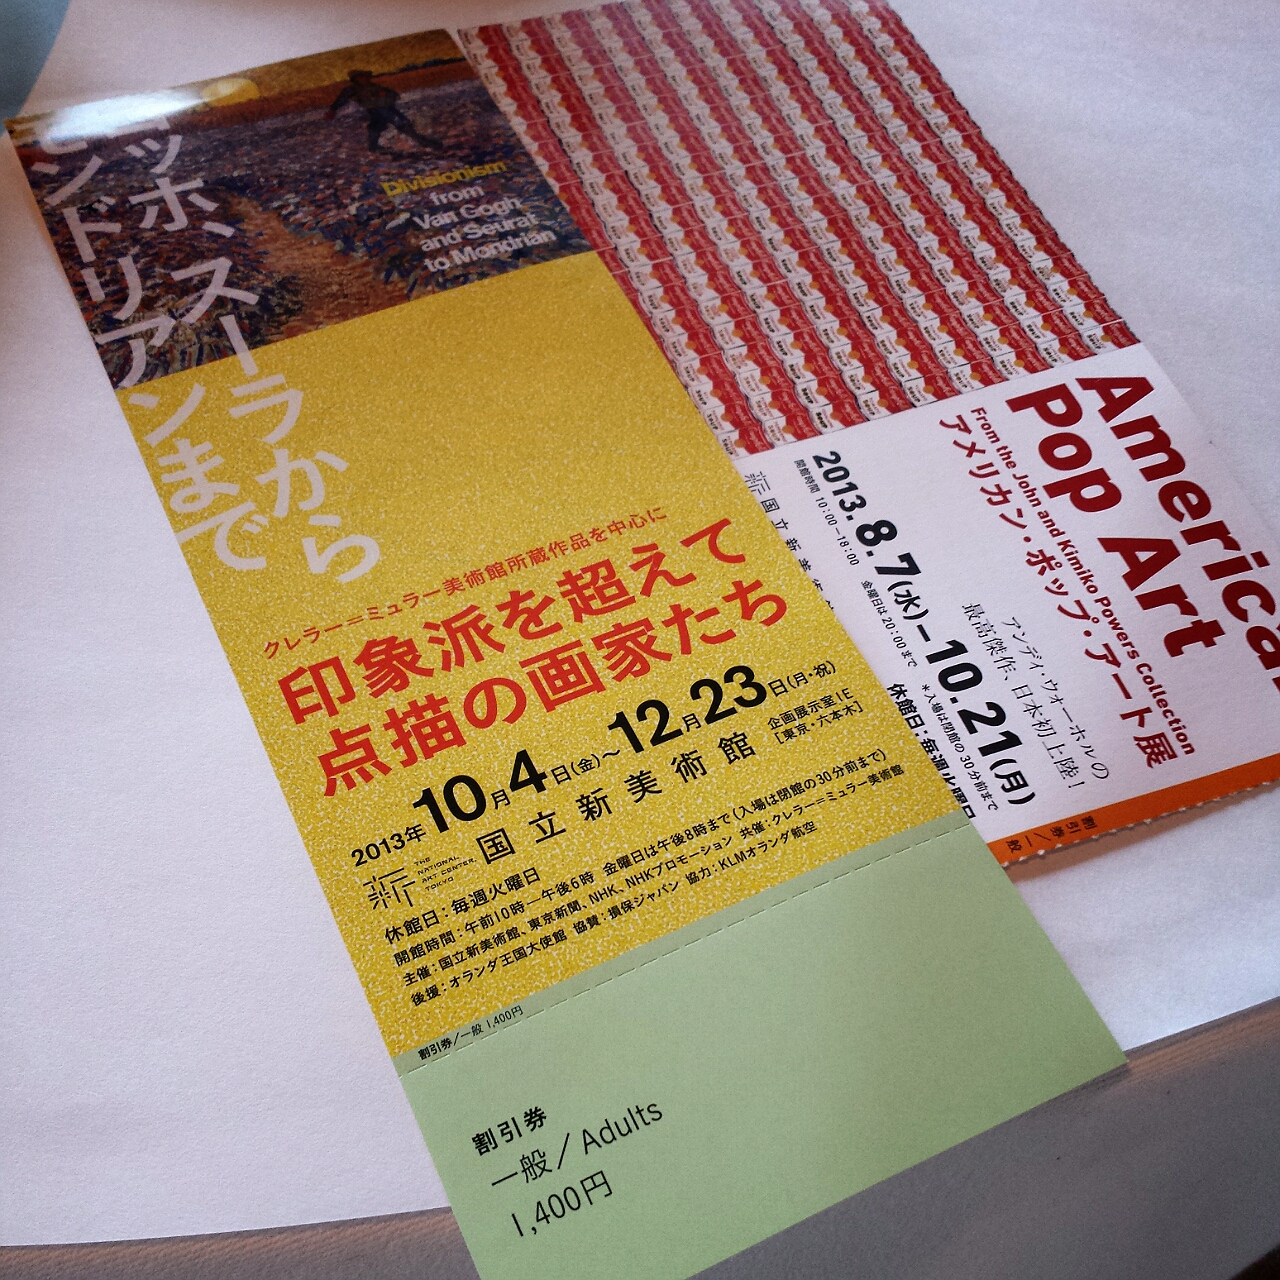 ゴッホ、スーラから
モンドリアンまで
Divisionism
from
Van Gogh
and Seurat
to Mondrian
クレラー＝ミュラー美術館所蔵作品を中心に
印象派を超えて
点描の画家たち
2013年10月4日(金)～12月23日(月・祝)
THE
NATIONAL
ART CENTER,
TOKYO
国立新美術館
企画展示室1E
[東京・六本木]
休館日：毎週火曜日
開館時間：午前10時―午後6時 金曜日は午後8時まで(入場は閉館の30分前まで)
主催：国立新美術館、東京新聞、NHK、NHKプロモーション 共催：クレラー＝ミュラー美術館
後援：オランダ王国大使館 協賛：損保ジャパン 協力：KLMオランダ航空
割引券／一般 1,400円
割引券
一般／Adults
1,400円
American
Pop Art
From the John and Kimiko Powers Collection
アメリカン・ポップ・アート展
アンディ・ウォーホルの
最高傑作、日本初上陸！
2013.8.7(水)－10.21(月)
開館時間 10:00－18:00 金曜日は20:00まで ＊入場は閉館の30分前まで
休館日：毎週火曜日
国立新美術
割引券／一般